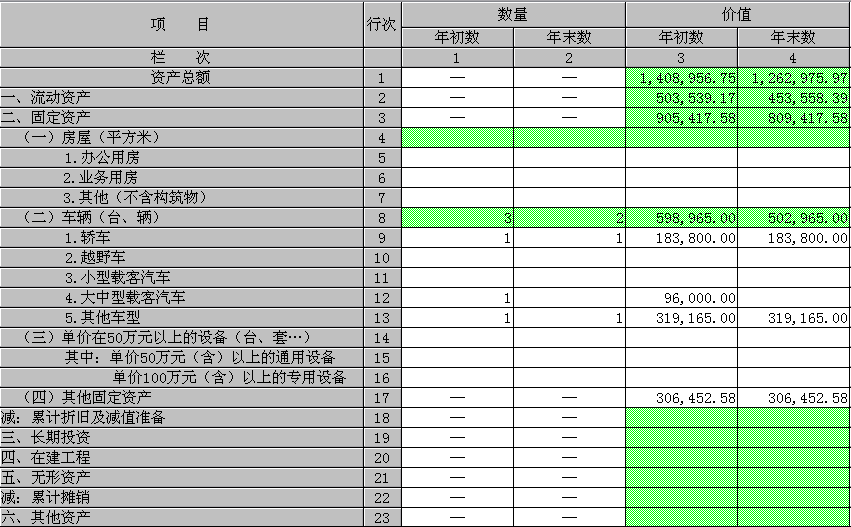 项 目 行次 数量 价值
年初数 年末数 年初数 年末数
栏 次 1 2 3 4
资产总额 1 — — 1,408,956.75 1,262,975.97
一、流动资产 2 — — 503,539.17 453,558.39
二、固定资产 3 — — 905,417.58 809,417.58
(一)房屋(平方米) 4
1.办公用房 5
2.业务用房 6
3.其他(不含构筑物) 7
(二)车辆(台、辆) 8 3 2 598,965.00 502,965.00
1.轿车 9 1 1 183,800.00 183,800.00
2.越野车 10
3.小型载客汽车 11
4.大中型载客汽车 12 1 96,000.00
5.其他车型 13 1 1 319,165.00 319,165.00
(三)单价在50万元以上的设备(台、套…) 14
其中:单价50万元(含)以上的通用设备 15
单价100万元(含)以上的专用设备 16
(四)其他固定资产 17 — — 306,452.58 306,452.58
减:累计折旧及减值准备 18 — —
三、长期投资 19 — —
四、在建工程 20 — —
五、无形资产 21 — —
减:累计摊销 22 — —
六、其他资产 23 — —